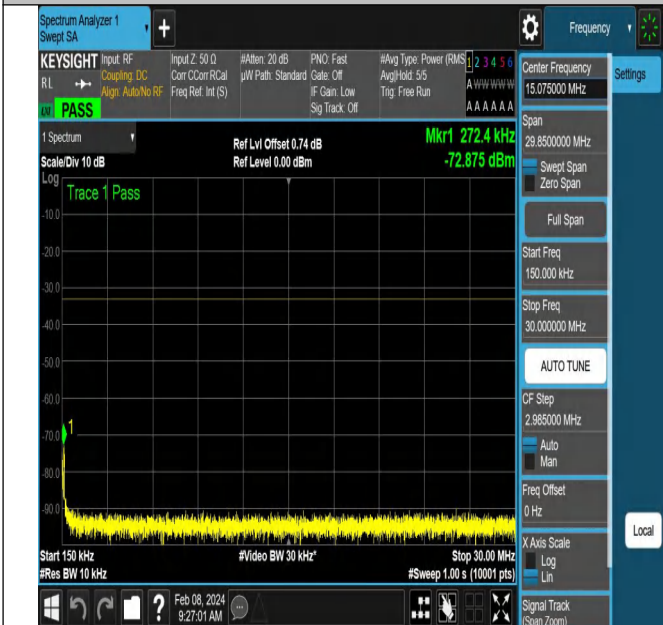 Spectrum Analyzer 1
Swept SA
+
Frequency
KEYSIGHT
RL
PASS
Input: RF
Coupling: DC
Align: Auto/No RF
Input Z: 50 Ω
Corr CCorr RCal
Freq Ref: Int (S)
#Atten: 20 dB
µW Path: Standard
PNO: Fast
Gate: Off
IF Gain: Low
Sig Track: Off
#Avg Type: Power (RMS
Avg|Hold: 5/5
Trig: Free Run
1 2 3 4 5 6
A W W W W W
A A A A A A
1 Spectrum
Scale/Div 10 dB
Log
Ref Lvl Offset 0.74 dB
Ref Level 0.00 dBm
Mkr1 272.4 kHz
-72.875 dBm
Trace 1 Pass
-10.0
-20.0
-30.0
-40.0
-50.0
-60.0
-70.0
-80.0
-90.0
1
Start 150 kHz
#Res BW 10 kHz
#Video BW 30 kHz*
Stop 30.00 MHz
#Sweep 1.00 s (10001 pts)
Feb 08, 2024
9:27:01 AM
Center Frequency
15.075000 MHz
Settings
Span
29.8500000 MHz
Swept Span
Zero Span
Full Span
Start Freq
150.000 kHz
Stop Freq
30.000000 MHz
AUTO TUNE
CF Step
2.985000 MHz
Auto
Man
Freq Offset
0 Hz
X Axis Scale
Log
Lin
Local
Signal Track
(Span Zoom)